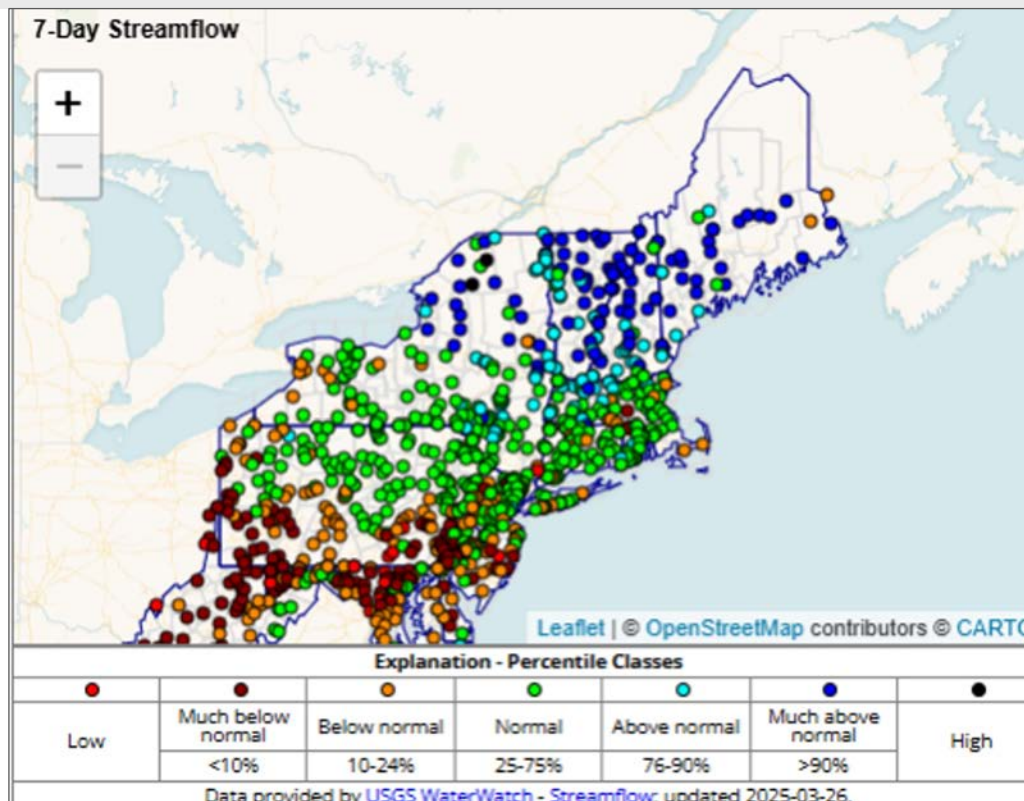 7-Day Streamflow
+
−
Leaflet | © OpenStreetMap contributors © CARTO
Explanation - Percentile Classes
Low
Much below normal
Below normal
Normal
Above normal
Much above normal
High
<10%
10-24%
25-75%
76-90%
>90%
Data provided by USGS WaterWatch - Streamflow; updated 2025-03-26.